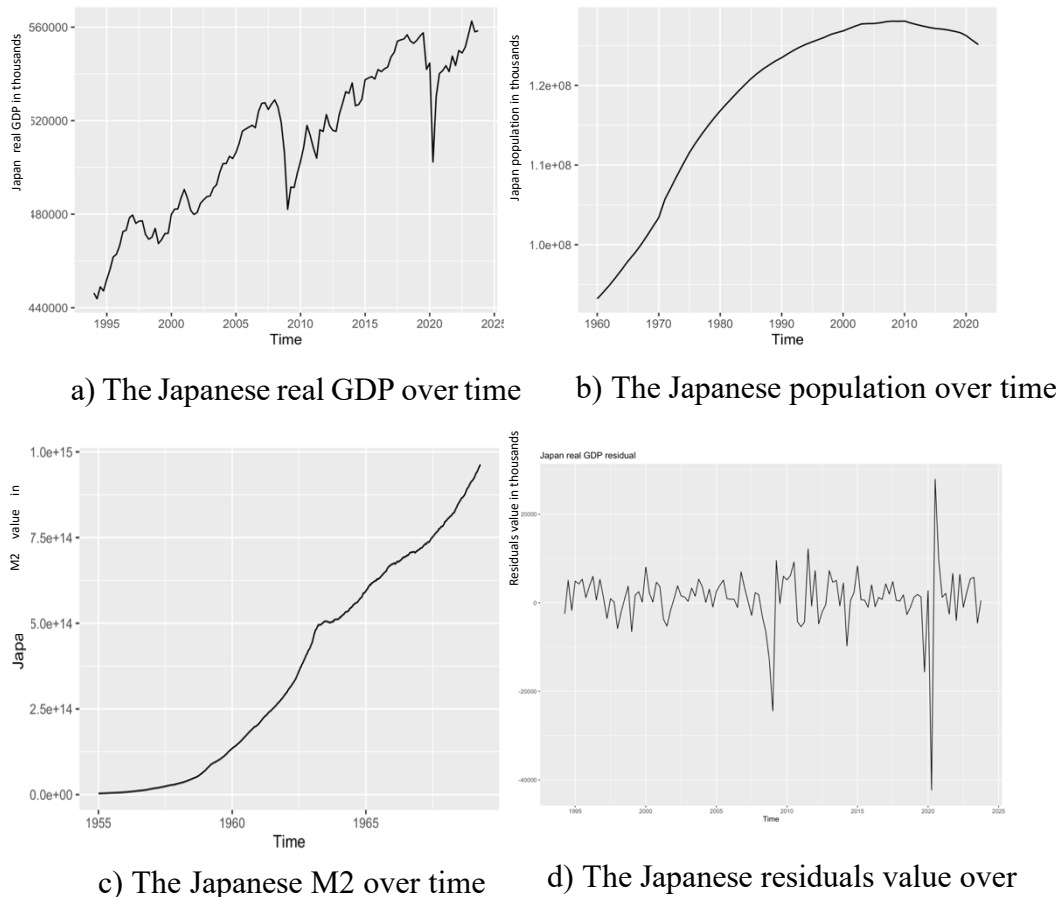 Japan real GDP in thousands
560000
520000
480000
440000
1995
2000
2005
2010
2015
2020
2025
Time
a) The Japanese real GDP over time
Japan population in thousands
1.2e+08
1.1e+08
1.0e+08
1960
1970
1980
1990
2000
2010
2020
Time
b) The Japanese population over time
Japa M2 value in
1.0e+15
7.5e+14
5.0e+14
2.5e+14
0.0e+00
1955
1960
1965
Time
c) The Japanese M2 over time
Japan real GDP residual
Residuals value in thousands
20000
0
-20000
-40000
1995
2000
2005
2010
2015
2020
2025
Time
d) The Japanese residuals value over